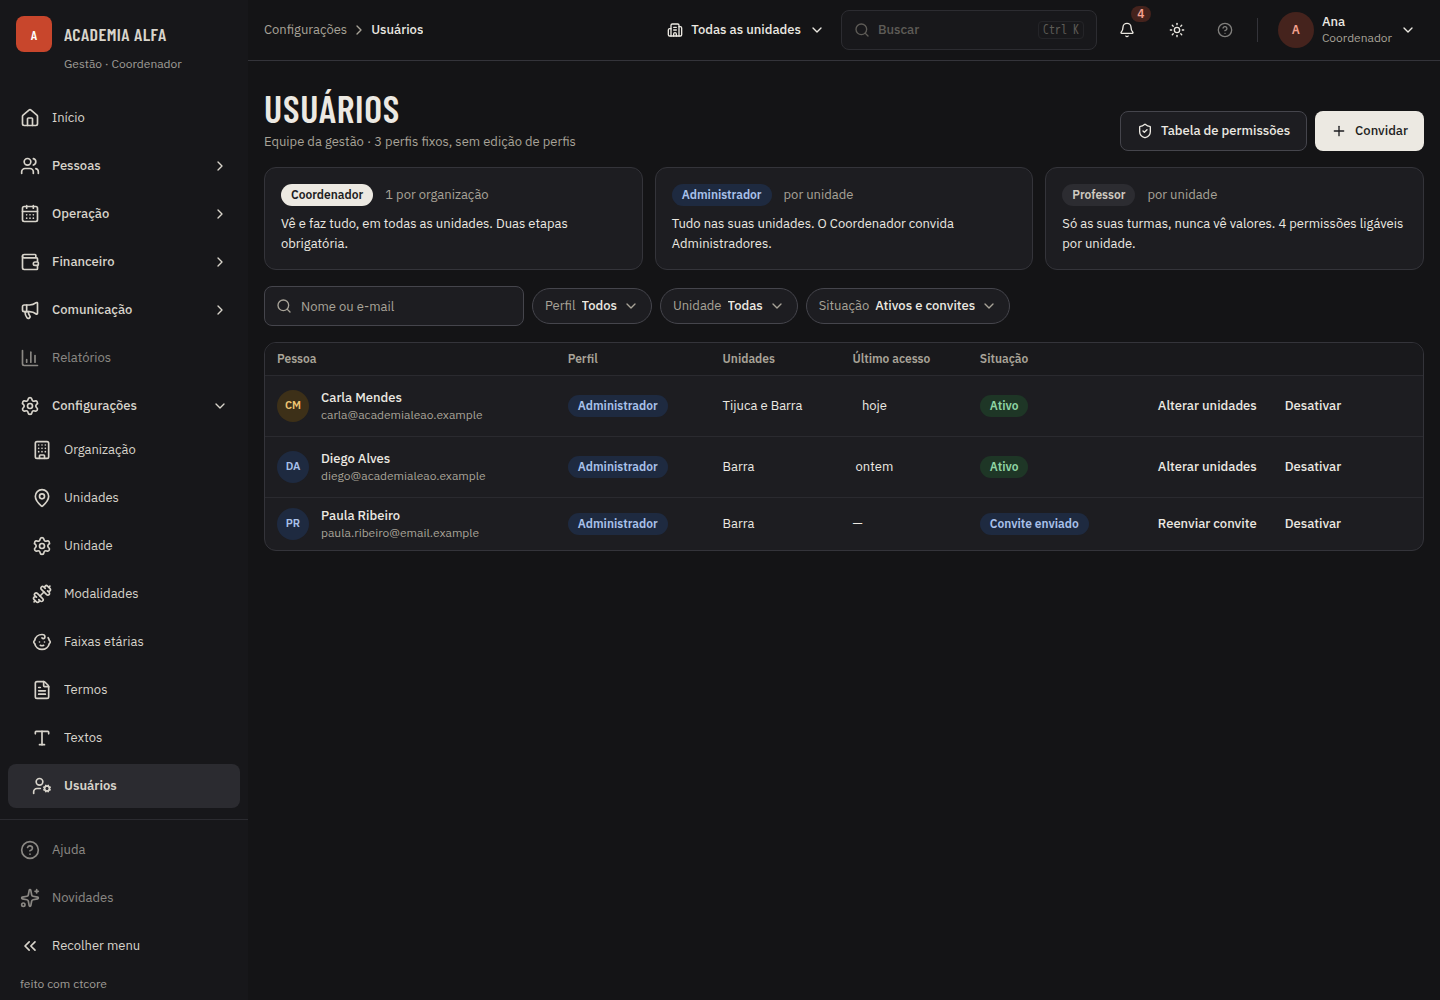 A
ACADEMIA ALFA
Gestão · Coordenador
Início
Pessoas
Operação
Financeiro
Comunicação
Relatórios
Configurações
Organização
Unidades
Unidade
Modalidades
Faixas etárias
Termos
Textos
Usuários
Ajuda
Novidades
Recolher menu
feito com ctcore
Configurações > Usuários
Todas as unidades
Buscar
Ctrl K
4
A
Ana
Coordenador
USUÁRIOS
Equipe da gestão · 3 perfis fixos, sem edição de perfis
Tabela de permissões
+ Convidar
Coordenador 1 por organização
Vê e faz tudo, em todas as unidades. Duas etapas
obrigatória.
Administrador por unidade
Tudo nas suas unidades. O Coordenador convida
Administradores.
Professor por unidade
Só as suas turmas, nunca vê valores. 4 permissões ligáveis
por unidade.
Nome ou e-mail
Perfil Todos
Unidade Todas
Situação Ativos e convites
Pessoa Perfil Unidades Último acesso Situação
CM Carla Mendes
carla@academialeao.example
Administrador Tijuca e Barra hoje Ativo Alterar unidades Desativar
DA Diego Alves
diego@academialeao.example
Administrador Barra ontem Ativo Alterar unidades Desativar
PR Paula Ribeiro
paula.ribeiro@email.example
Administrador Barra — Convite enviado Reenviar convite Desativar